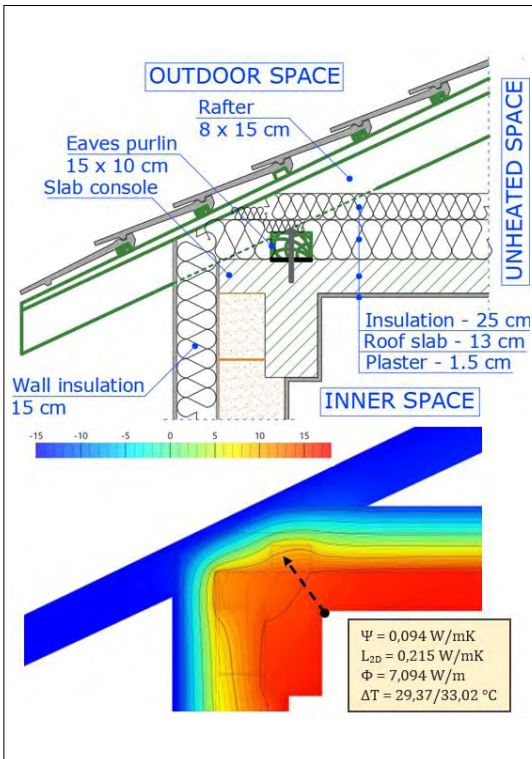 OUTDOOR SPACE
Rafter
8 x 15 cm
Eaves purlin
15 x 10 cm
Slab console
UNHEATED SPACE
Insulation - 25 cm
Roof slab - 13 cm
Plaster - 1.5 cm
Wall insulation
15 cm
INNER SPACE
-15 -10 -5 0 5 10 15
Ψ = 0,094 W/mK
L2D = 0,215 W/mK
Φ = 7,094 W/m
ΔT = 29,37/33,02 °C